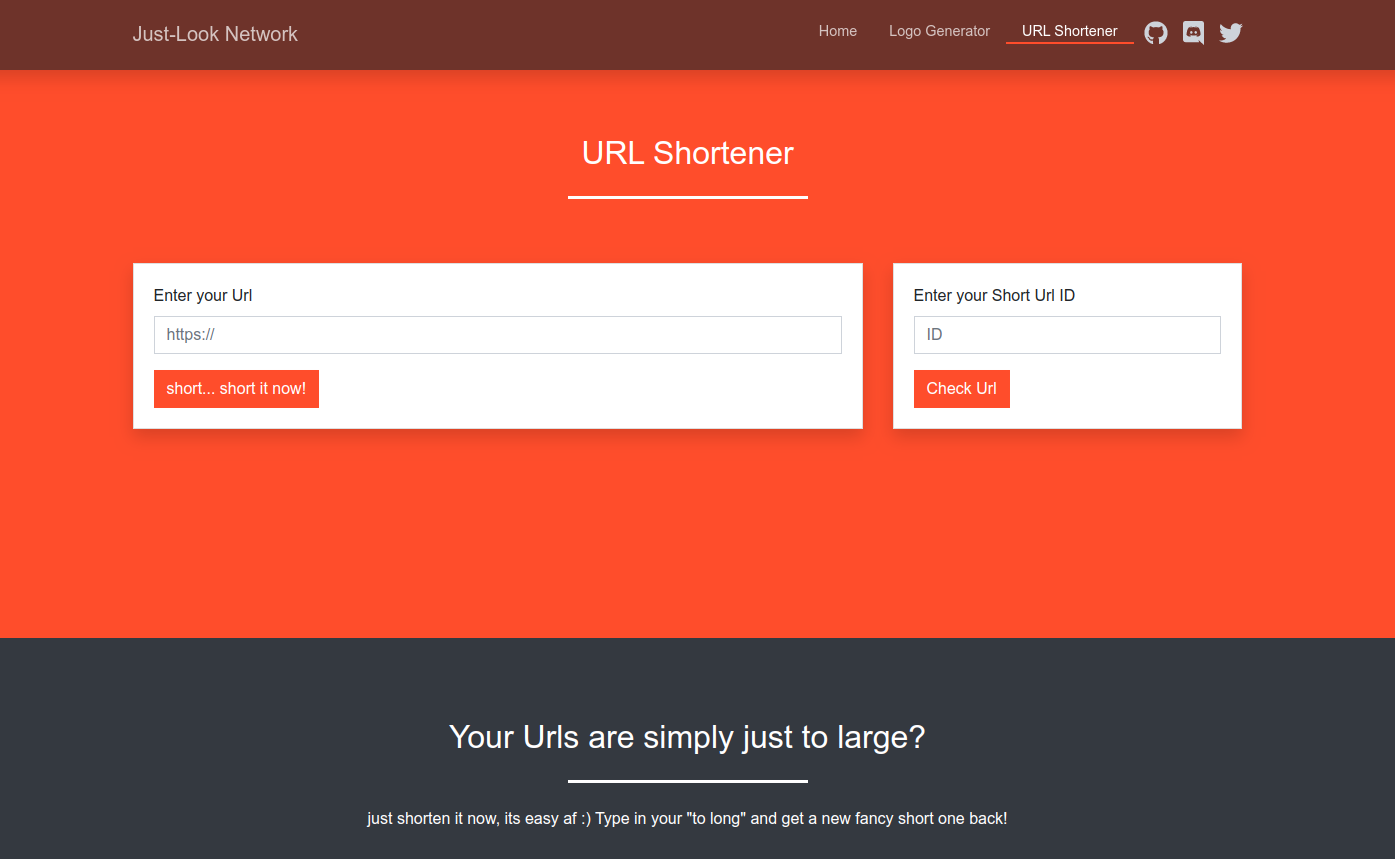 Just-Look Network
Home
Logo Generator
URL Shortener
URL Shortener
Enter your Url
https://
short... short it now!
Enter your Short Url ID
ID
Check Url
Your Urls are simply just to large?
just shorten it now, its easy af :) Type in your "to long" and get a new fancy short one back!